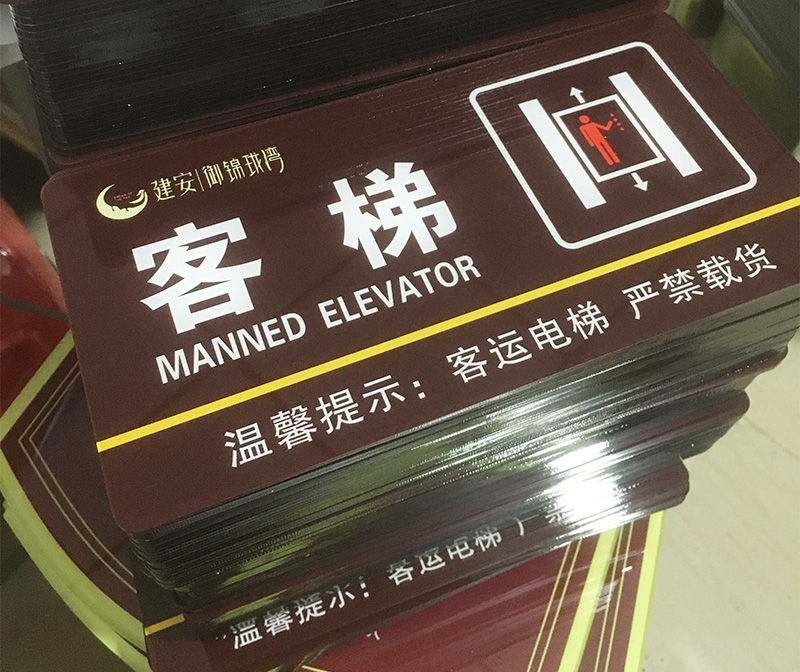 建安|御锦珑湾
客梯
MANNED ELEVATOR
温馨提示：客运电梯 严禁载货
温馨提示：客运电梯 严